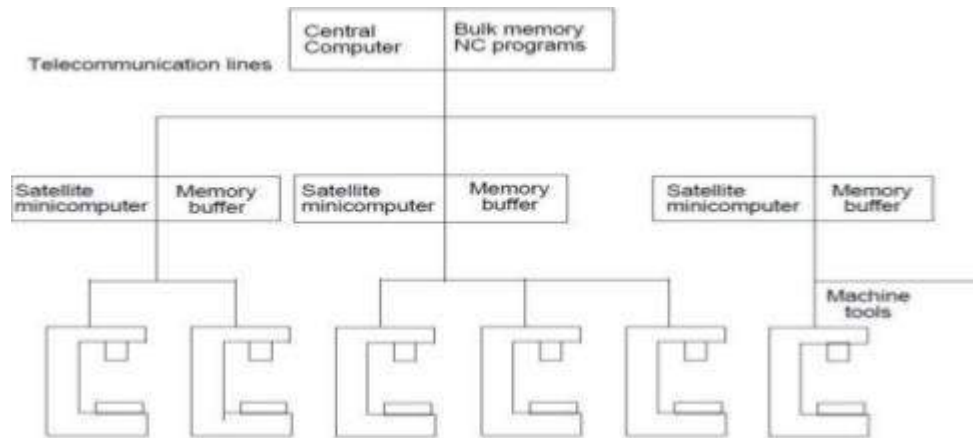 Central
Computer
Bulk memory
NC programs
Telecommunication lines
Satellite
minicomputer
Memory
buffer
Satellite
minicomputer
Memory
buffer
Satellite
minicomputer
Memory
buffer
Machine
tools